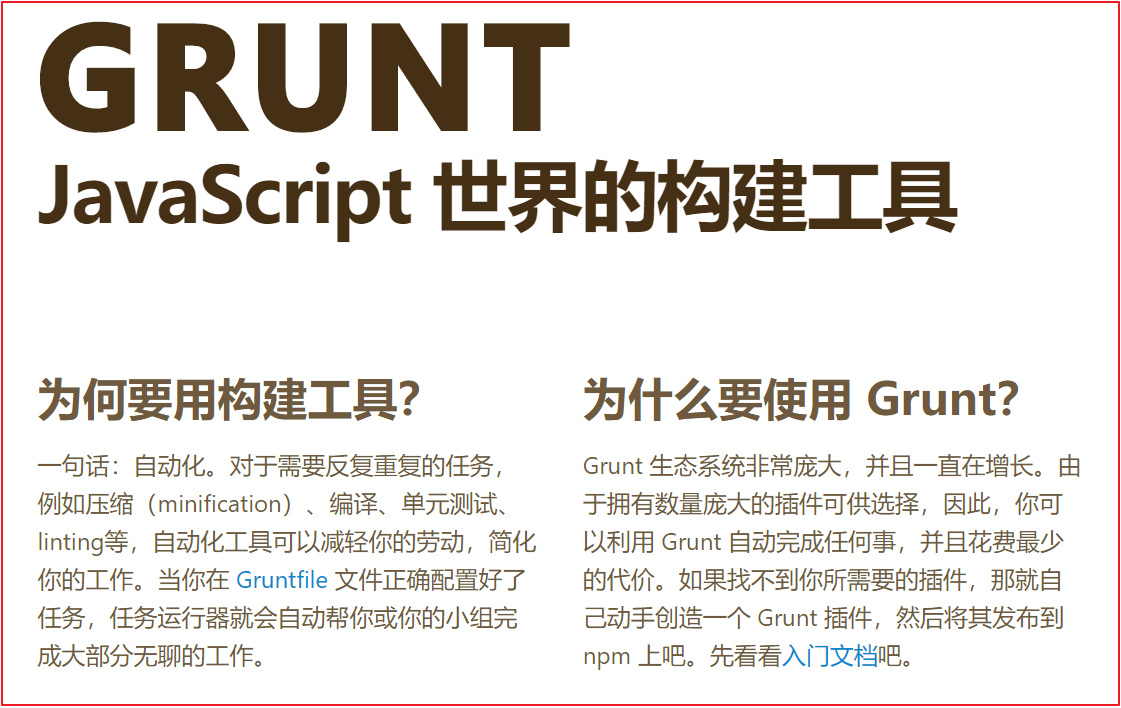 GRUNT
JavaScript 世界的构建工具
为何要用构建工具？
一句话：自动化。对于需要反复重复的任务，
例如压缩（minification）、编译、单元测试、
linting等，自动化工具可以减轻你的劳动，简化
你的工作。当你在 Gruntfile 文件正确配置好了
任务，任务运行器就会自动帮你或你的小组完
成大部分无聊的工作。
为什么要使用 Grunt？
Grunt 生态系统非常庞大，并且一直在增长。由
于拥有数量庞大的插件可供选择，因此，你可
以利用 Grunt 自动完成任何事，并且花费最少
的代价。如果找不到你所需要的插件，那就自
己动手创造一个 Grunt 插件，然后将其发布到
npm 上吧。先看看入门文档吧。